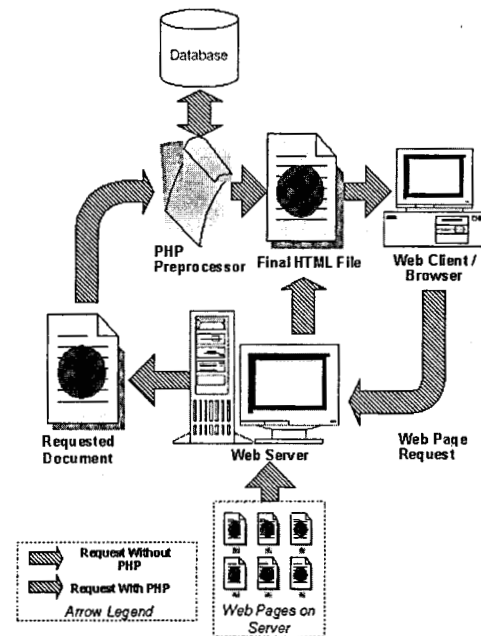 Database
PHP
Preprocessor
Final HTML File
Web Client /
Browser
Requested
Document
Web Server
Web Page
Request
Request Without
PHP
Request With PHP
Arrow Legend
Web Pages on
Server